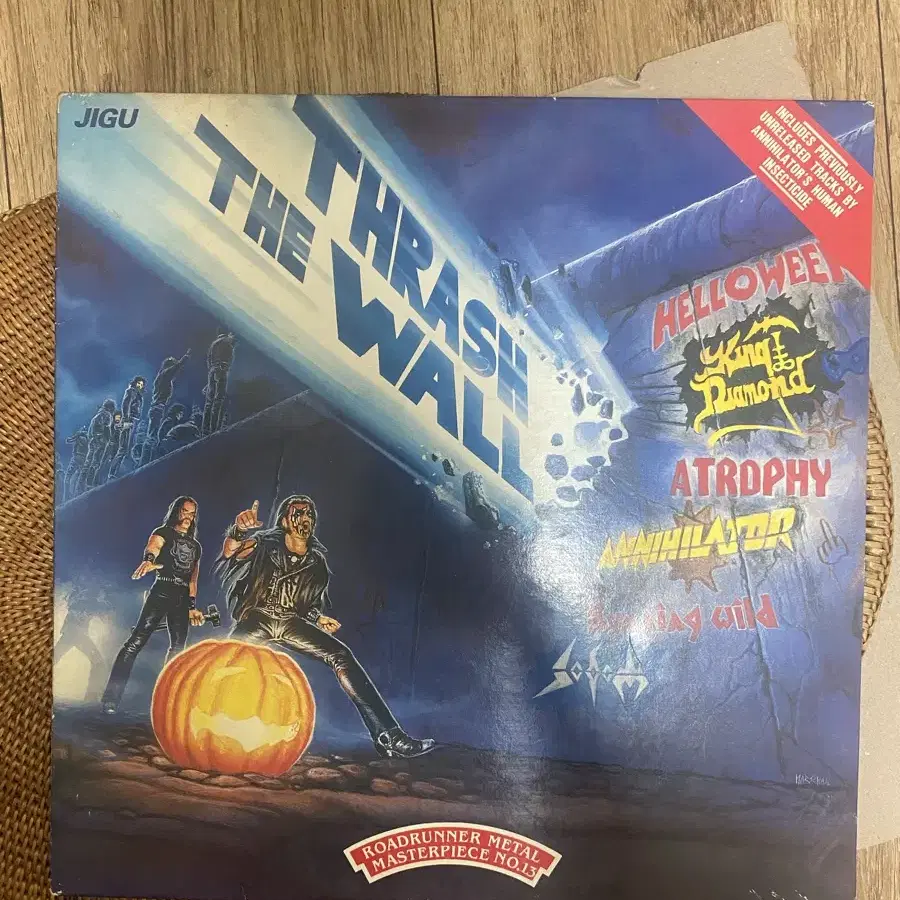 JIGU
THRASH
THE WALL
INCLUDES PREVIOUSLY
UNRELEASED TRACKS BY
ANNIHILATOR'S HUMAN
INSECTICIDE
HELLOWEEN
King
Diamond
ATROPHY
ANNIHILATOR
Running wild
Sodom
ROADRUNNER METAL
MASTERPIECE NO.13